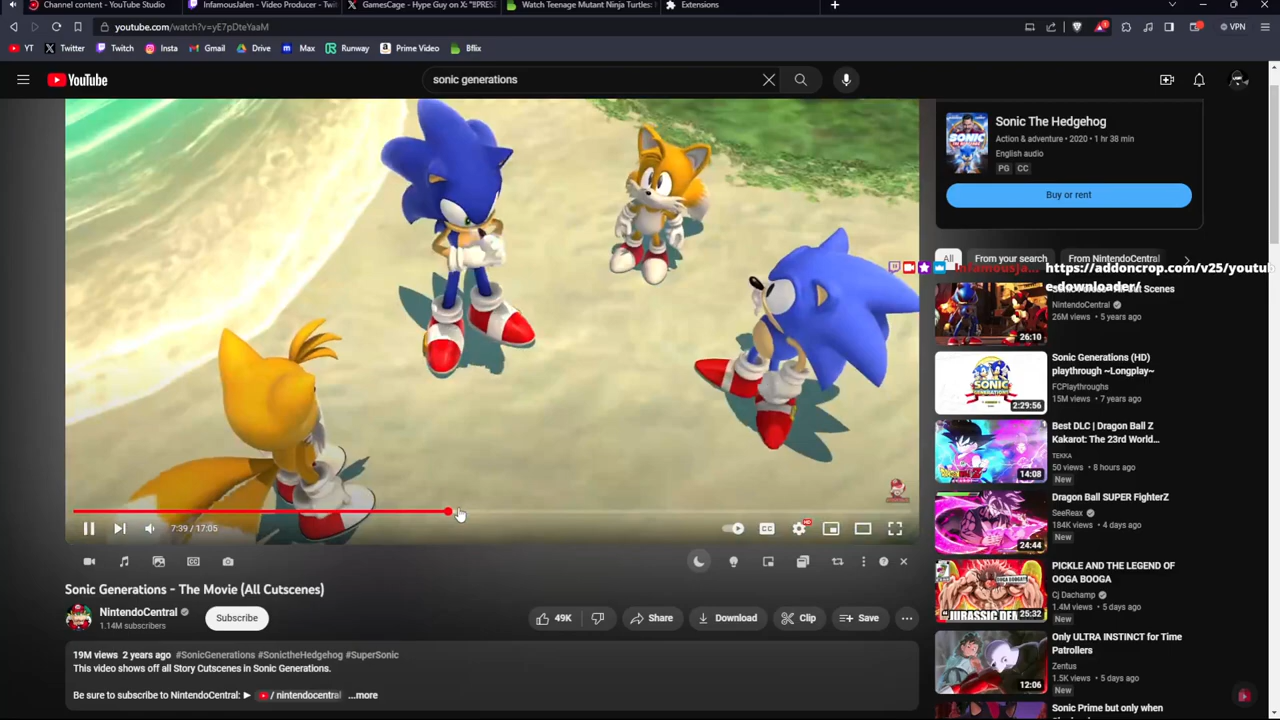 Channel content - YouTube Studio
InfamousJalen - Video Producer - Twi
GamesCage - Hype Guy on X: "‼PRES
Watch Teenage Mutant Ninja Turtles:
Extensions
youtube.com/watch?v=yE7pDteYaaM
VPN
YT
Twitter
Twitch
Insta
Gmail
Drive
Max
Runway
Prime Video
Bflix
YouTube
sonic generations
Sonic The Hedgehog
Action & adventure • 2020 • 1 hr 38 min
English audio
PG CC
Buy or rent
All
From your search
From NintendoCentral
https://addoncrop.com/v25/youtub
e-downloader/
Scenes
NintendoCentral
26M views • 5 years ago
26:10
Sonic Generations (HD)
playthrough ~Longplay~
FCPlaythroughs
15M views • 7 years ago
2:29:56
Best DLC | Dragon Ball Z
Kakarot: The 23rd World...
TEKKA
50 views • 8 hours ago
New
14:08
Dragon Ball SUPER FighterZ
SeeReax
184K views • 4 days ago
New
24:44
PICKLE AND THE LEGEND OF
OOGA BOOGA
Cj Dachamp
1.4M views • 5 days ago
New
25:32
Only ULTRA INSTINCT for Time
Patrollers
Zentus
1.5K views • 5 days ago
New
12:06
Sonic Prime but only when
7:39 / 17:05
CC
HD
Sonic Generations - The Movie (All Cutscenes)
NintendoCentral
1.14M subscribers
Subscribe
49K
Share
Download
Clip
Save
19M views 2 years ago #SonicGenerations #SonictheHedgehog #SuperSonic
This video shows off all Story Cutscenes in Sonic Generations.
Be sure to subscribe to NintendoCentral: ► / nintendocentral ...more